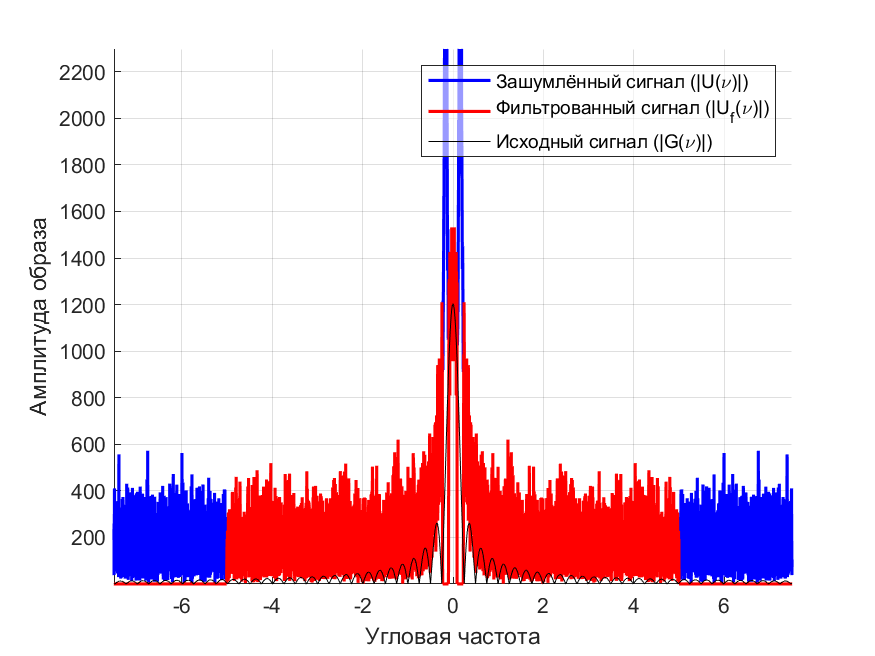 Зашумлённый сигнал (|U(ν)|)
Фильтрованный сигнал (|U_f(ν)|)
Исходный сигнал (|G(ν)|)
Амплитуда образа
2200
2000
1800
1600
1400
1200
1000
800
600
400
200
-6 -4 -2 0 2 4 6
Угловая частота